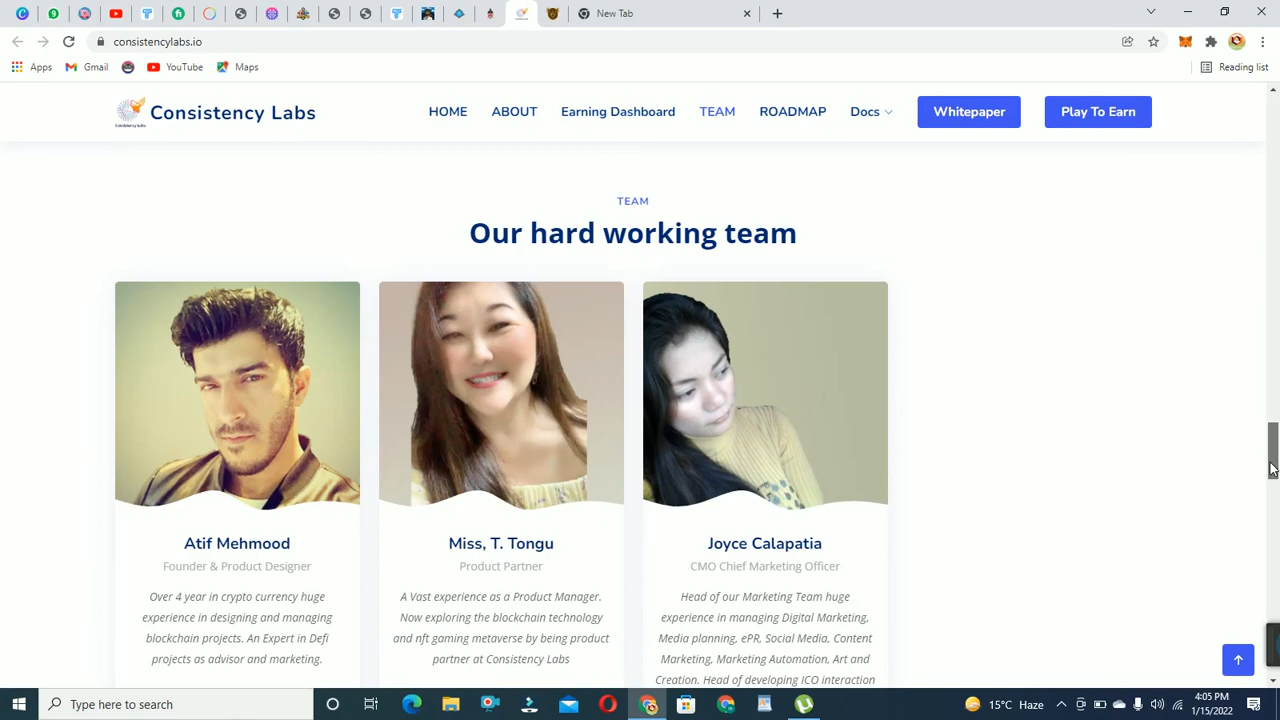 New Tab
consistencylabs.io
Apps Gmail YouTube Maps Reading list
Consistency Labs HOME ABOUT Earning Dashboard TEAM ROADMAP Docs Whitepaper Play To Earn
TEAM
Our hard working team
Atif Mehmood
Founder & Product Designer
Over 4 year in crypto currency huge
experience in designing and managing
blockchain projects. An Expert in Defi
projects as advisor and marketing.
Miss, T. Tongu
Product Partner
A Vast experience as a Product Manager.
Now exploring the blockchain technology
and nft gaming metaverse by being product
partner at Consistency Labs
Joyce Calapatia
CMO Chief Marketing Officer
Head of our Marketing Team huge
experience in managing Digital Marketing,
Media planning, ePR, Social Media, Content
Marketing, Marketing Automation, Art and
Creation. Head of developing ICO interaction
Type here to search
15°C Haze
4:05 PM
1/15/2022